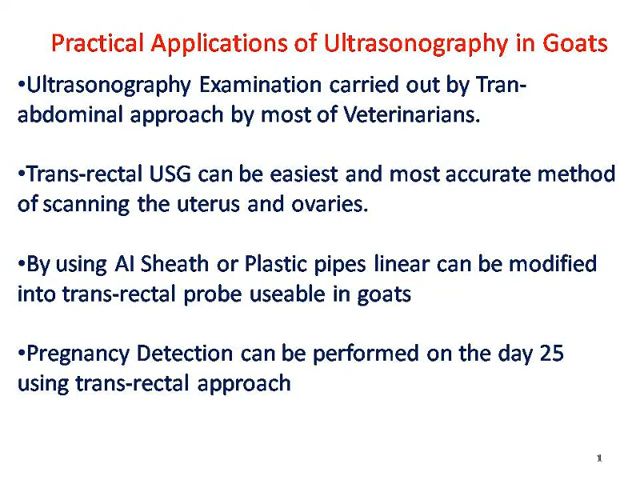 Practical Applications of Ultrasonography in Goats
•Ultrasonography Examination carried out by Tran-
abdominal approach by most of Veterinarians.
•Trans-rectal USG can be easiest and most accurate method
of scanning the uterus and ovaries.
•By using AI Sheath or Plastic pipes linear can be modified
into trans-rectal probe useable in goats
•Pregnancy Detection can be performed on the day 25
using trans-rectal approach
1